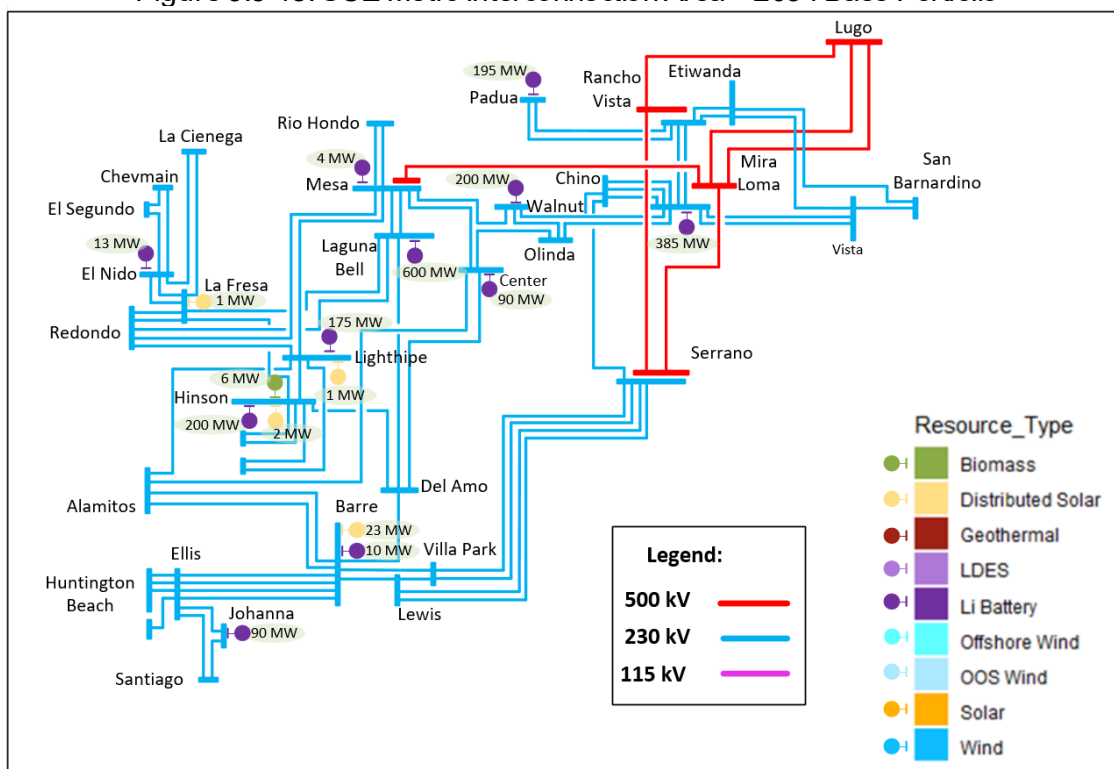 Figure SCE Metro Interconnection Area Base Portfolio
Lugo
Etiwanda
Rancho
Vista
195 MW
Padua
La Cienega
Rio Hondo
Chevmain
4 MW
Mesa
200 MW
Walnut
Chino
Mira
Loma
San
Barnardino
El Segundo
13 MW
El Nido
Laguna
Bell
600 MW
Olinda
385 MW
Vista
La Fresa
1 MW
Center
90 MW
Redondo
175 MW
Lighthipe
Serrano
6 MW
1 MW
Hinson
200 MW
2 MW
Alamitos
Del Amo
Barre
23 MW
10 MW
Villa Park
Ellis
Huntington
Beach
Johanna
90 MW
Lewis
Santiago
Legend:
500 kV
230 kV
115 kV
Resource_Type
Biomass
Distributed Solar
Geothermal
LDES
Li Battery
Offshore Wind
OOS Wind
Solar
Wind